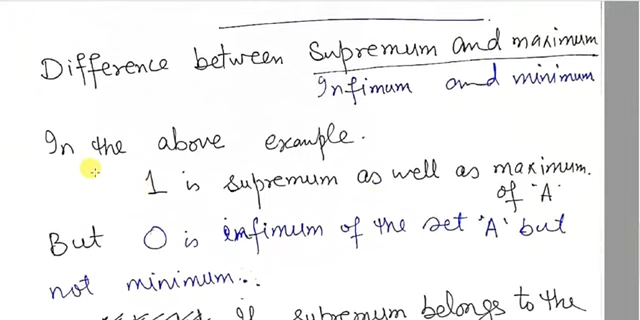 Difference between Supremum and maximum
Infimum and minimum
In the above example.
1 is supremum as well as maximum.
of 'A'
But 0 is infimum of the set 'A' but
not minimum..
If supremum belongs to the